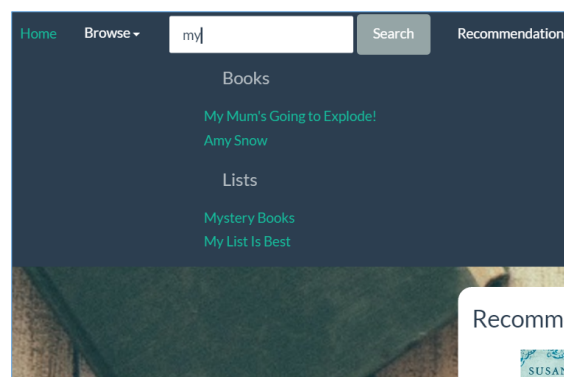 Home Browse my Search Recommendation
Books
My Mum's Going to Explode!
Amy Snow
Lists
Mystery Books
My List Is Best
Recomm
SUSAN